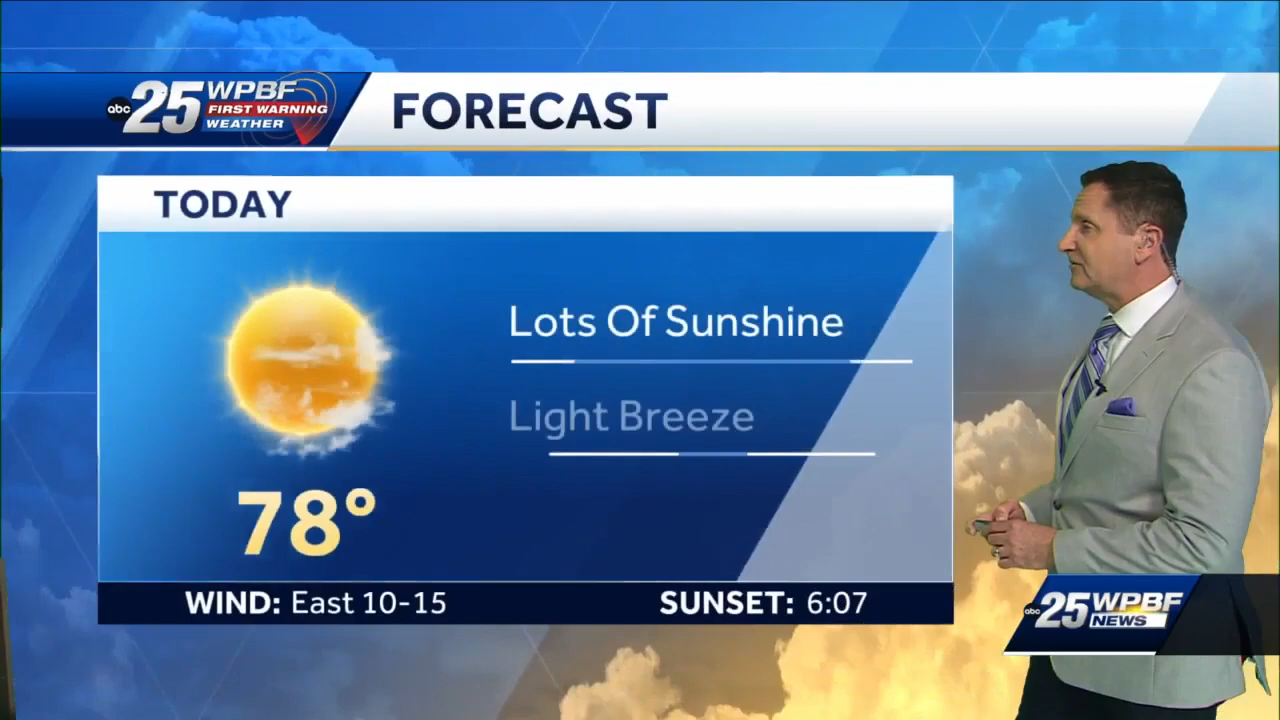 abc 25 WPBF
FIRST WARNING
WEATHER
FORECAST
TODAY
Lots Of Sunshine
Light Breeze
78°
WIND: East 10-15
SUNSET: 6:07
abc 25 WPBF
NEWS